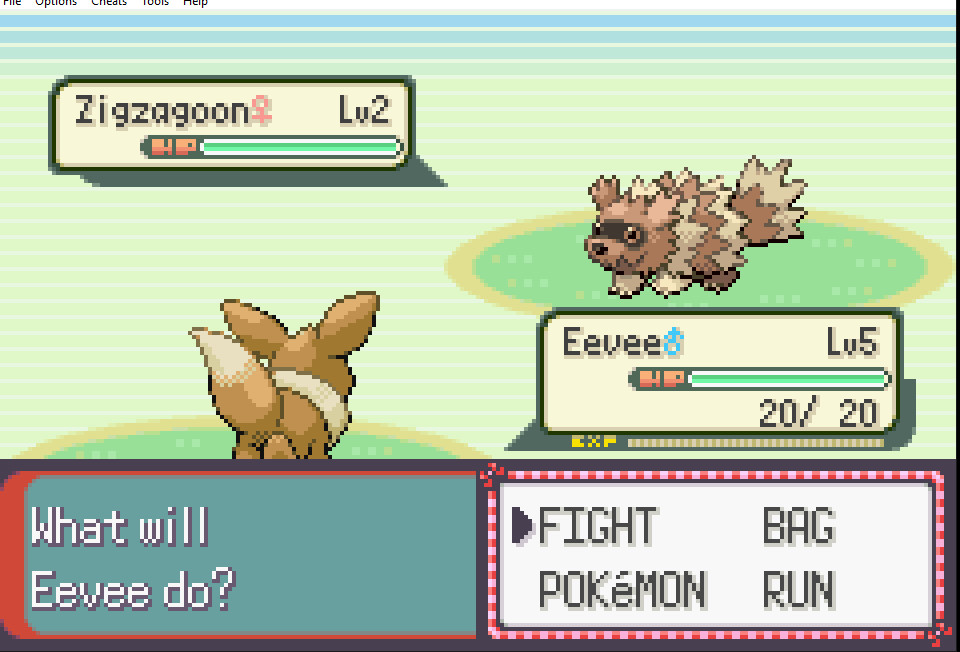 File Options Cheats Tools Help
Zigzagoon♀ Lv2
HP
Eevee♂ Lv5
HP
20/ 20
EXP
What will
Eevee do?
FIGHT BAG
POKéMON RUN